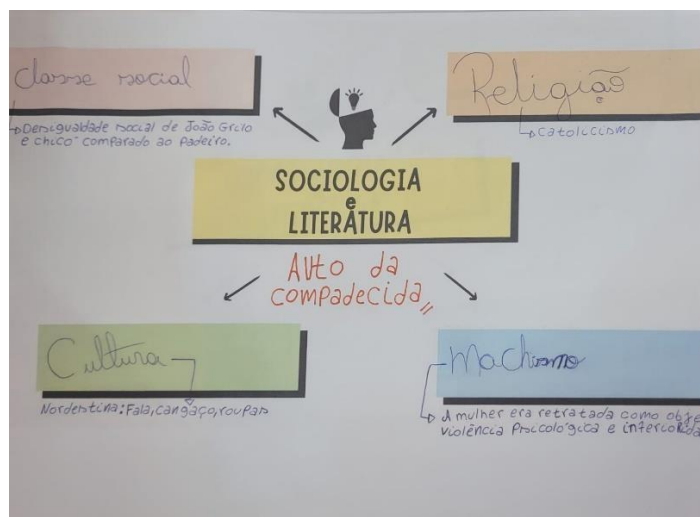 Classe social
Desigualdade social de João Grilo
e chicó comparado ao padeiro.
Religião
Catolicismo
SOCIOLOGIA
e
LITERATURA
AUto da
compadecida
Cultura
Nordestina: Fala, cangaço, roupas
Machismo
A mulher era retratada como
violência Psicológica e